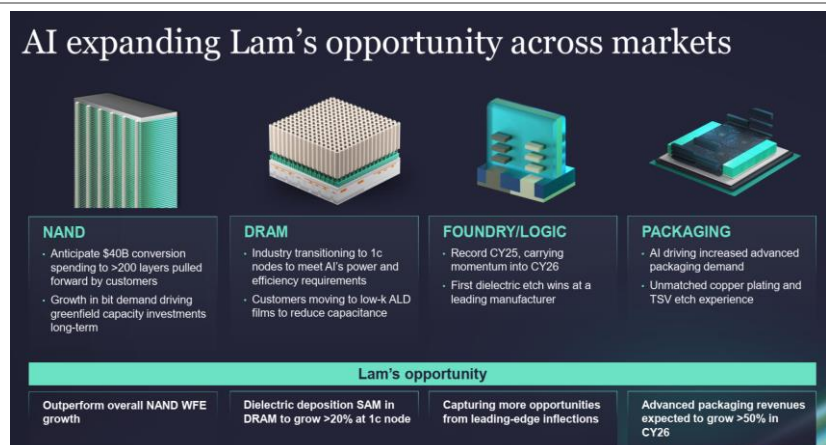 AI expanding Lam's opportunity across markets
NAND
• Anticipate $40B conversion
spending to >200 layers pulled
forward by customers
• Growth in bit demand driving
greenfield capacity investments
long-term
DRAM
• Industry transitioning to 1c
nodes to meet AI's power and
efficiency requirements
• Customers moving to low-k ALD
films to reduce capacitance
FOUNDRY/LOGIC
• Record CY25, carrying
momentum into CY26
• First dielectric etch wins at a
leading manufacturer
PACKAGING
• AI driving increased advanced
packaging demand
• Unmatched copper plating and
TSV etch experience
Lam's opportunity
Outperform overall NAND WFE
growth
Dielectric deposition SAM in
DRAM to grow >20% at 1c node
Capturing more opportunities
from leading-edge inflections
Advanced packaging revenues
expected to grow >50% in
CY26